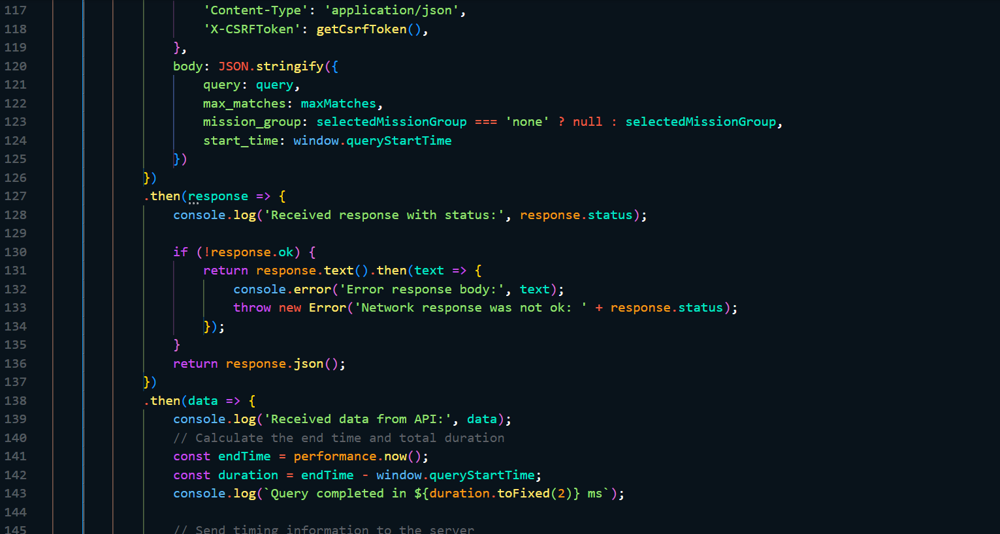 117 'Content-Type': 'application/json',
118 'X-CSRFToken': getCsrfToken(),
119 },
120 body: JSON.stringify({
121 query: query,
122 max_matches: maxMatches,
123 mission_group: selectedMissionGroup === 'none' ? null : selectedMissionGroup,
124 start_time: window.queryStartTime
125 })
126 })
127 .then(response => {
128 console.log('Received response with status:', response.status);
129
130 if (!response.ok) {
131 return response.text().then(text => {
132 console.error('Error response body:', text);
133 throw new Error('Network response was not ok: ' + response.status);
134 });
135 }
136 return response.json();
137 })
138 .then(data => {
139 console.log('Received data from API:', data);
140 // Calculate the end time and total duration
141 const endTime = performance.now();
142 const duration = endTime - window.queryStartTime;
143 console.log(`Query completed in ${duration.toFixed(2)} ms`);
144
145 // Send timing information to the server